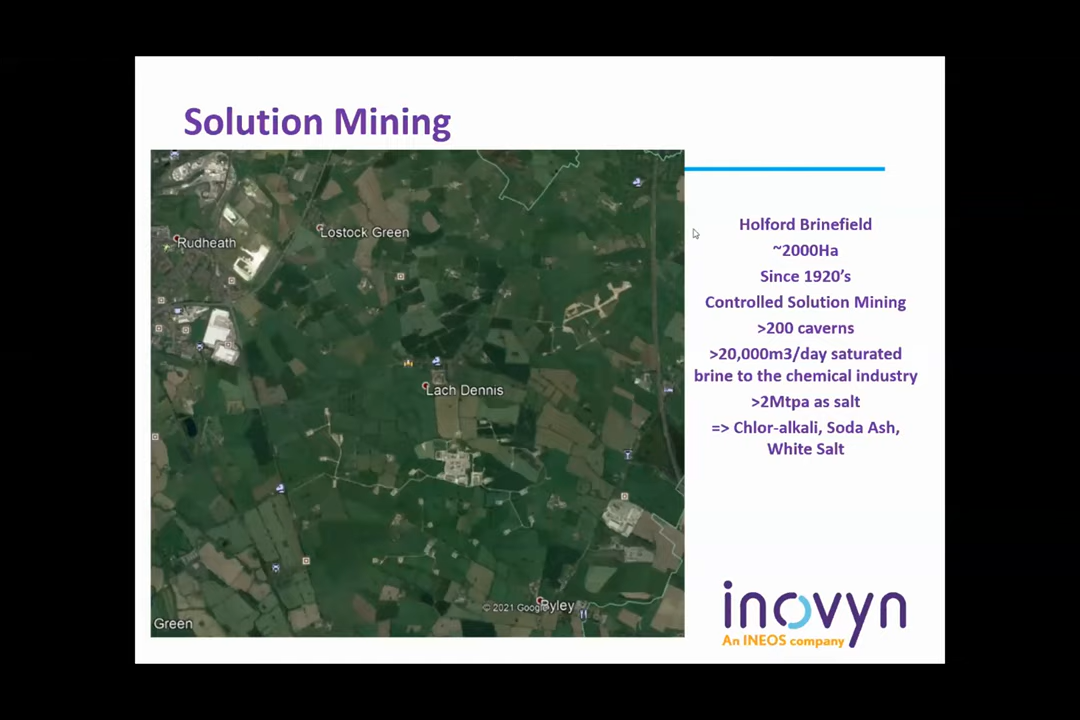 Solution Mining
Rudheath
Lostock Green
Lach Dennis
© 2021 Google
Byley
Green
Holford Brinefield
~2000Ha
Since 1920's
Controlled Solution Mining
>200 caverns
>20,000m3/day saturated
brine to the chemical industry
>2Mtpa as salt
=> Chlor-alkali, Soda Ash,
White Salt
inovyn
An INEOS company